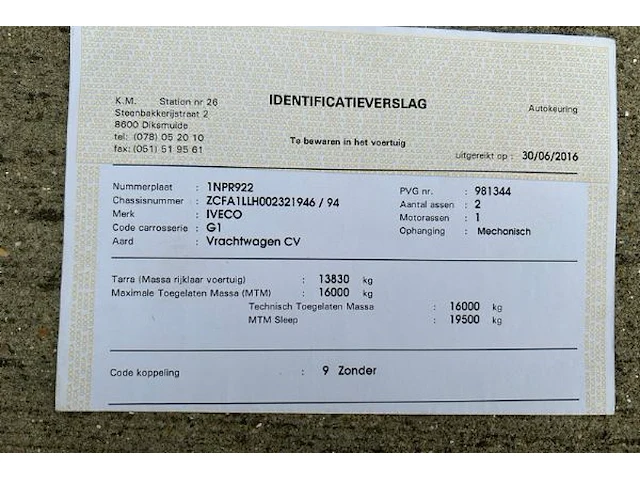 K.M. Station nr 26
Steenbakkerijstraat 2
8600 Diksmuide
tel: (078) 05 20 10
fax: (051) 51 95 61
IDENTIFICATIEVERSLAG
Te bewaren in het voertuig
Autokeuring
uitgereikt op : 30/06/2016
Nummerplaat : 1NPR922
Chassisnummer : ZCFA1LLH002321946 / 94
Merk : IVECO
Code carrosserie : G1
Aard : Vrachtwagen CV
PVG nr. : 981344
Aantal assen : 2
Motorassen : 1
Ophanging : Mechanisch
Tarra (Massa rijklaar voertuig) : 13830 kg
Maximale Toegelaten Massa (MTM) : 16000 kg
Technisch Toegelaten Massa : 16000 kg
MTM Sleep : 19500 kg
Code koppeling : 9 Zonder